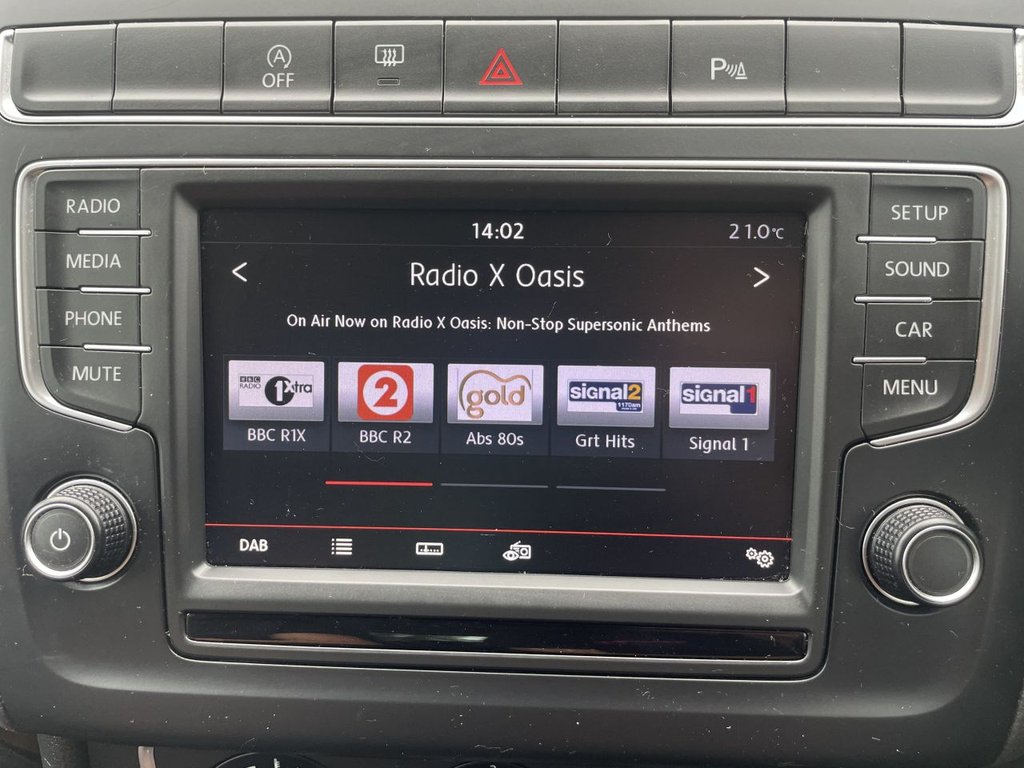 A
OFF
P
RADIO
MEDIA
PHONE
MUTE
SETUP
SOUND
CAR
MENU
14:02
21.0°C
< Radio X Oasis >
On Air Now on Radio X Oasis: Non-Stop Supersonic Anthems
BBC RADIO 1Xtra
2
gold
signal2
1170am
signal1
BBC R1X
BBC R2
Abs 80s
Grt Hits
Signal 1
DAB